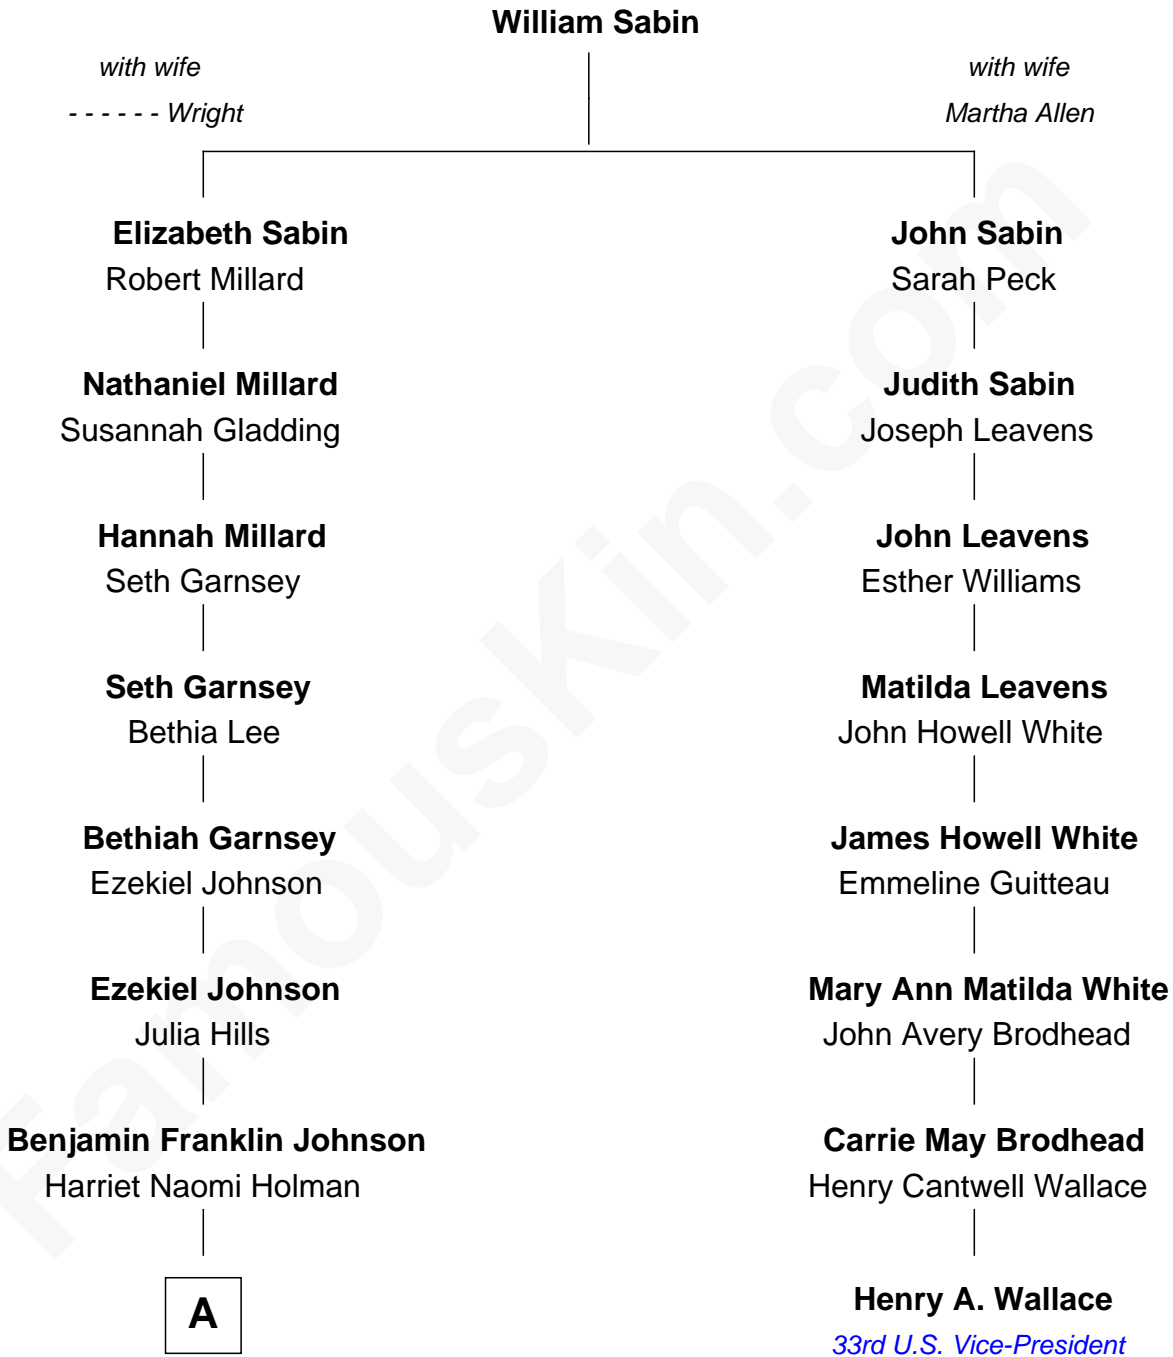 William Sabin
with wife
- - - - - - Wright
with wife
Martha Allen
Elizabeth Sabin
Robert Millard
John Sabin
Sarah Peck
Nathaniel Millard
Susannah Gladding
Judith Sabin
Joseph Leavens
Hannah Millard
Seth Garnsey
John Leavens
Esther Williams
Seth Garnsey
Bethia Lee
Matilda Leavens
John Howell White
Bethiah Garnsey
Ezekiel Johnson
James Howell White
Emmeline Guitteau
Ezekiel Johnson
Julia Hills
Mary Ann Matilda White
John Avery Brodhead
Benjamin Franklin Johnson
Harriet Naomi Holman
Carrie May Brodhead
Henry Cantwell Wallace
A
Henry A. Wallace
33rd U.S. Vice-President
FamousKin.com